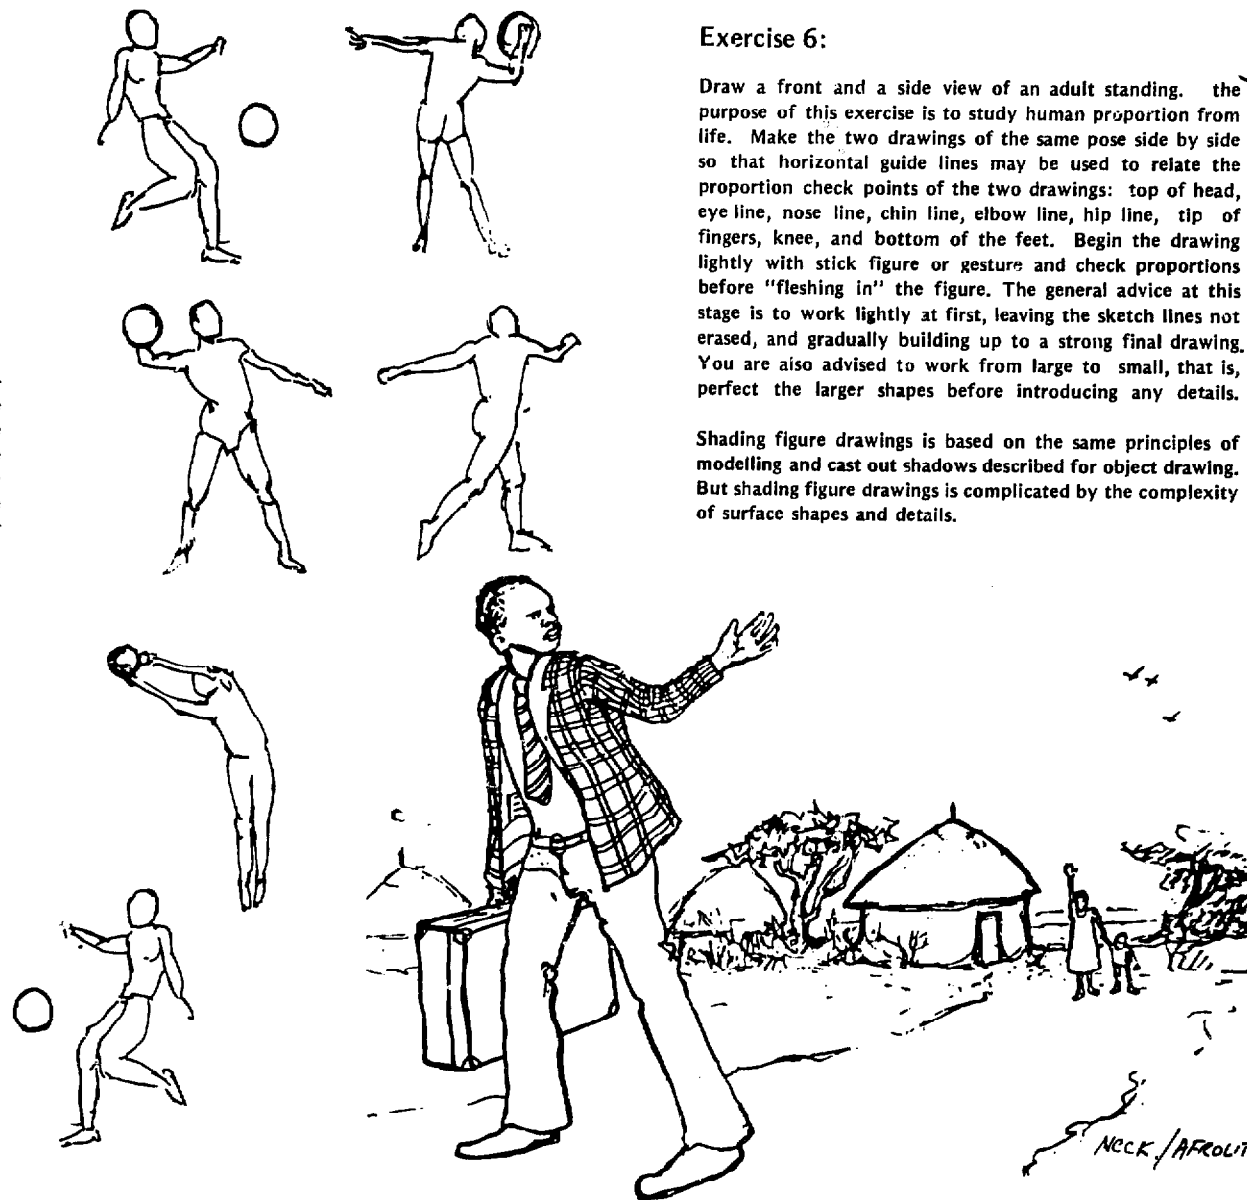 Exercise 6:
Draw a front and a side view of an adult standing. the
purpose of this exercise is to study human proportion from
life. Make the two drawings of the same pose side by side
so that horizontal guide lines may be used to relate the
proportion check points of the two drawings: top of head,
eye line, nose line, chin line, elbow line, hip line, tip of
fingers, knee, and bottom of the feet. Begin the drawing
lightly with stick figure or gesture and check proportions
before "fleshing in" the figure. The general advice at this
stage is to work lightly at first, leaving the sketch lines not
erased, and gradually building up to a strong final drawing.
You are also advised to work from large to small, that is,
perfect the larger shapes before introducing any details.
Shading figure drawings is based on the same principles of
modelling and cast out shadows described for object drawing.
But shading figure drawings is complicated by the complexity
of surface shapes and details.
NCCK/AFROLIT